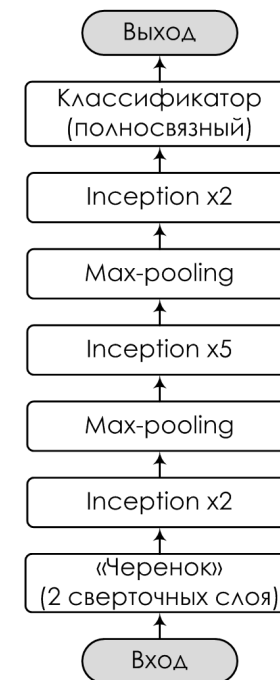 Выход
Классификатор
(полносвязный)
Inception x2
Max-pooling
Inception x5
Max-pooling
Inception x2
«Черенок»
(2 сверточных слоя)
Вход